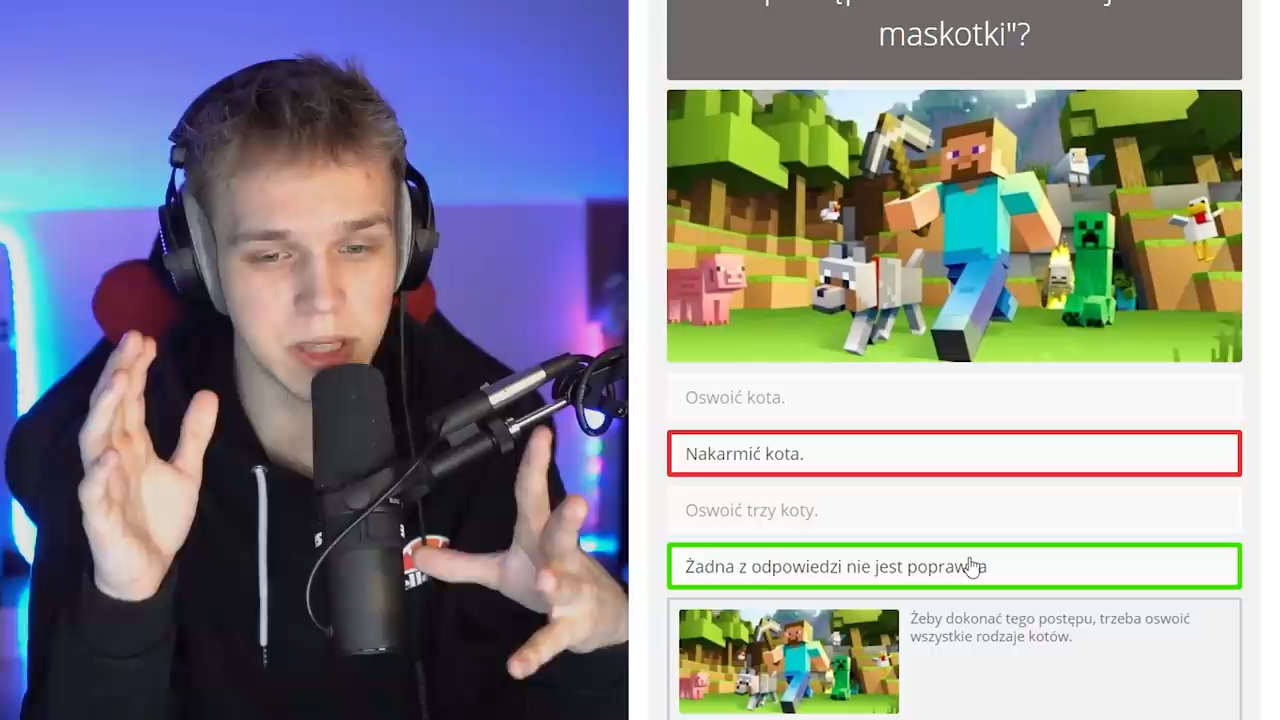 maskotki"?
Oswoić kota.
Nakarmić kota.
Oswoić trzy koty.
Żadna z odpowiedzi nie jest poprawna
Żeby dokonać tego postępu, trzeba oswoić
wszystkie rodzaje kotów.